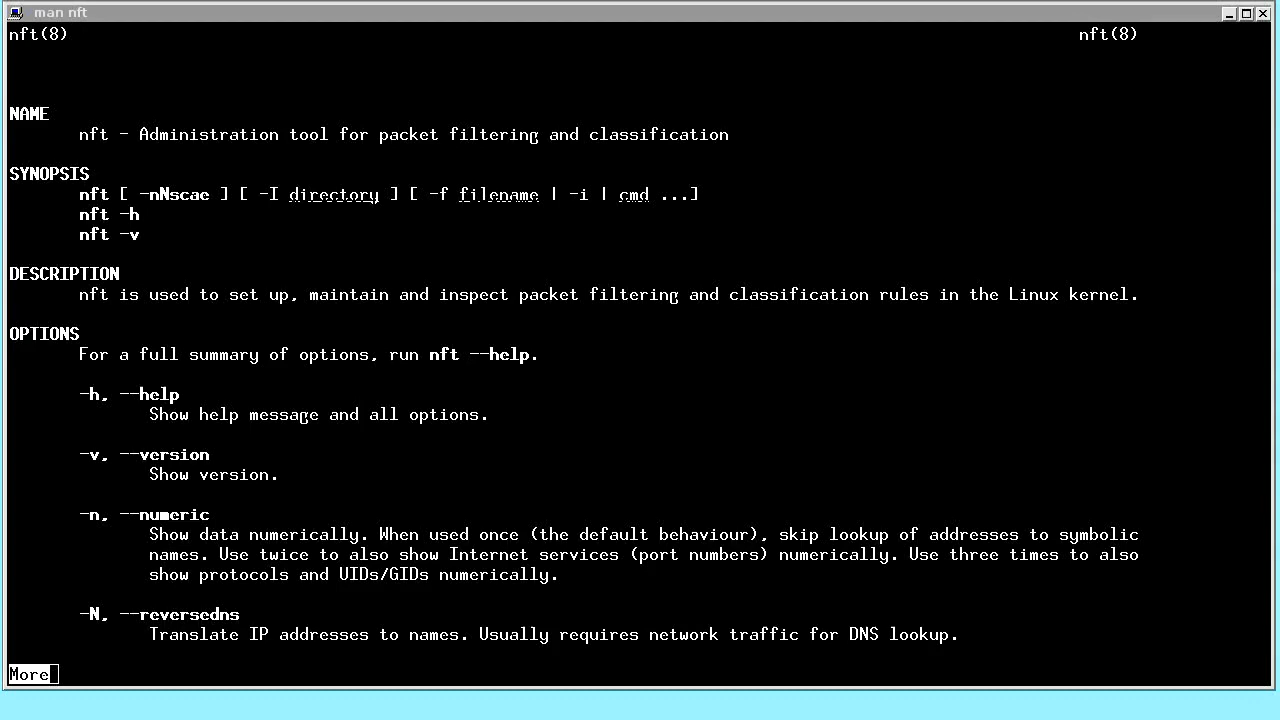 man nft
nft(8) nft(8)
NAME
nft - Administration tool for packet filtering and classification
SYNOPSIS
nft [ -nNscae ] [ -I directory ] [ -f filename | -i | cmd ...]
nft -h
nft -v
DESCRIPTION
nft is used to set up, maintain and inspect packet filtering and classification rules in the Linux kernel.
OPTIONS
For a full summary of options, run nft --help.
-h, --help
Show help message and all options.
-v, --version
Show version.
-n, --numeric
Show data numerically. When used once (the default behaviour), skip lookup of addresses to symbolic
names. Use twice to also show Internet services (port numbers) numerically. Use three times to also
show protocols and UIDs/GIDs numerically.
-N, --reversedns
Translate IP addresses to names. Usually requires network traffic for DNS lookup.
More